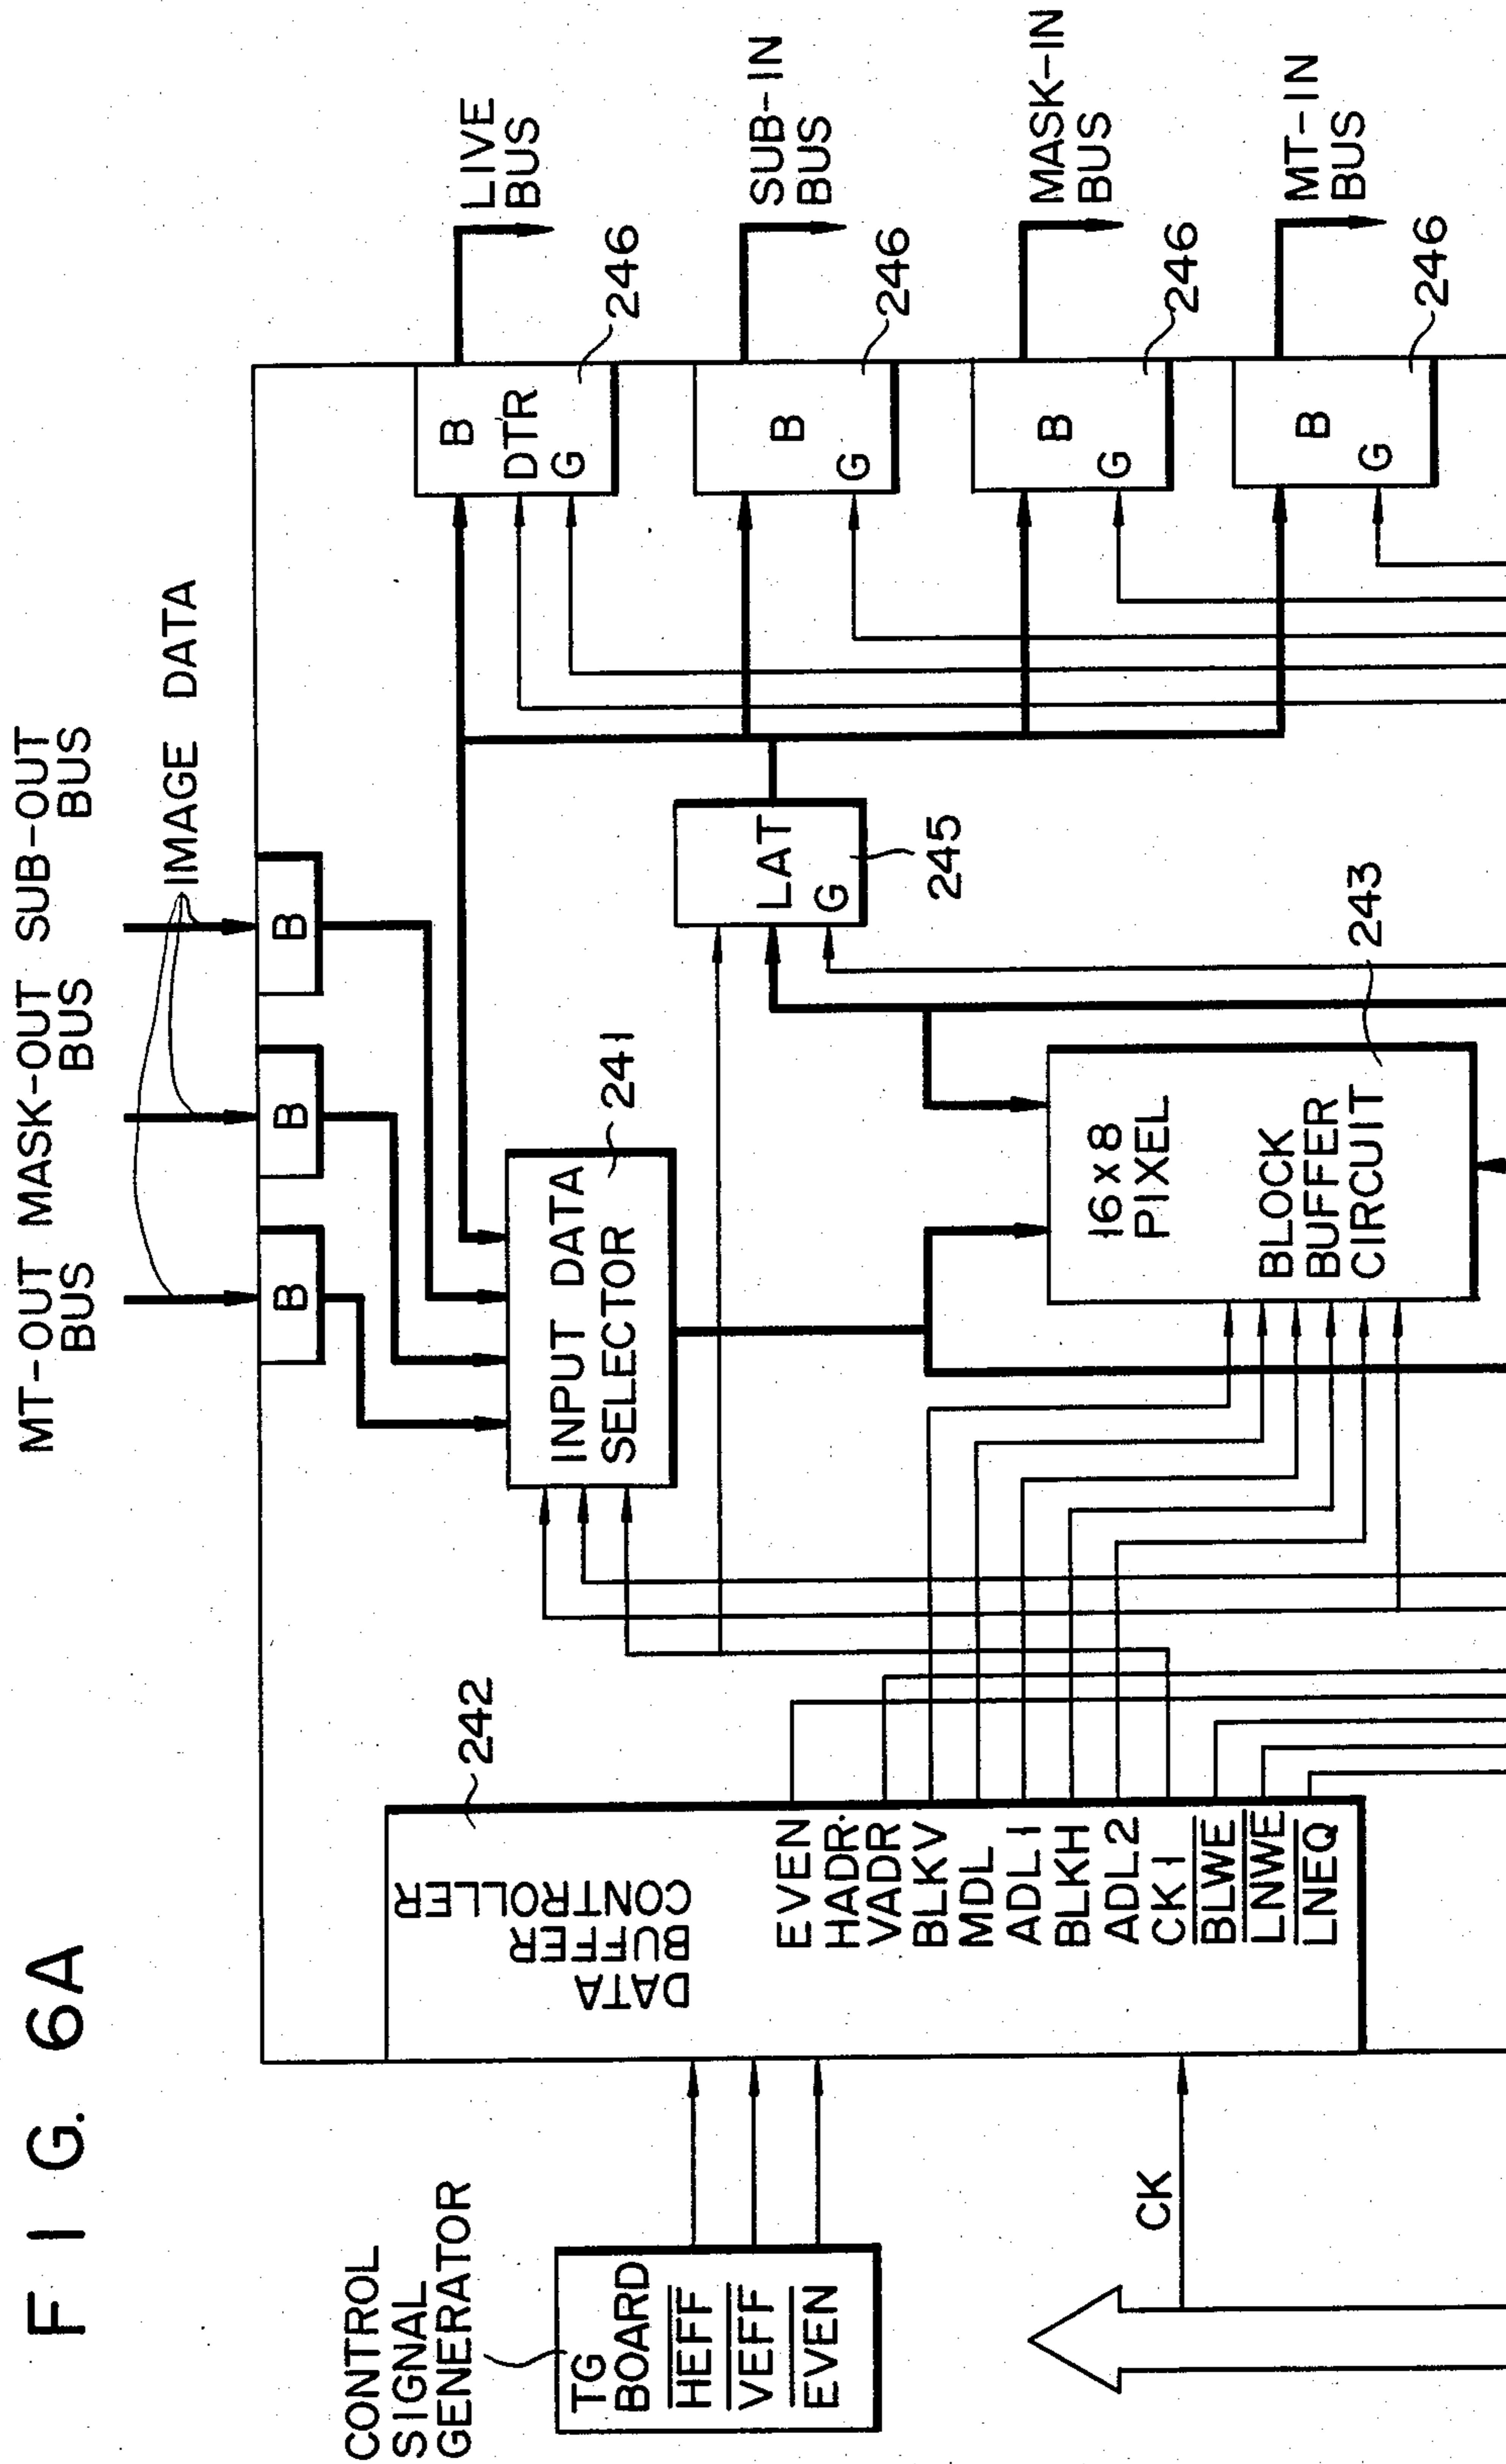 FIG. 6A
MT-OUT
BUS
MASK-OUT
BUS
SUB-OUT
BUS
IMAGE DATA
B
B
B
CONTROL
SIGNAL
GENERATOR
TG
BOARD
HEFF
VEFF
EVEN
CK
242
DATA
BUFFER
CONTROLLER
EVEN
HADR
VADR
BLKV
MDL
ADL1
BLKH
ADL2
CK1
BLWE
LNWE
LNEQ
INPUT DATA
SELECTOR
241
16x8
PIXEL
BLOCK
BUFFER
CIRCUIT
243
LAT
G
245
B
DTR
G
246
LIVE
BUS
B
G
246
SUB-IN
BUS
B
G
246
MASK-IN
BUS
B
G
246
MT-IN
BUS